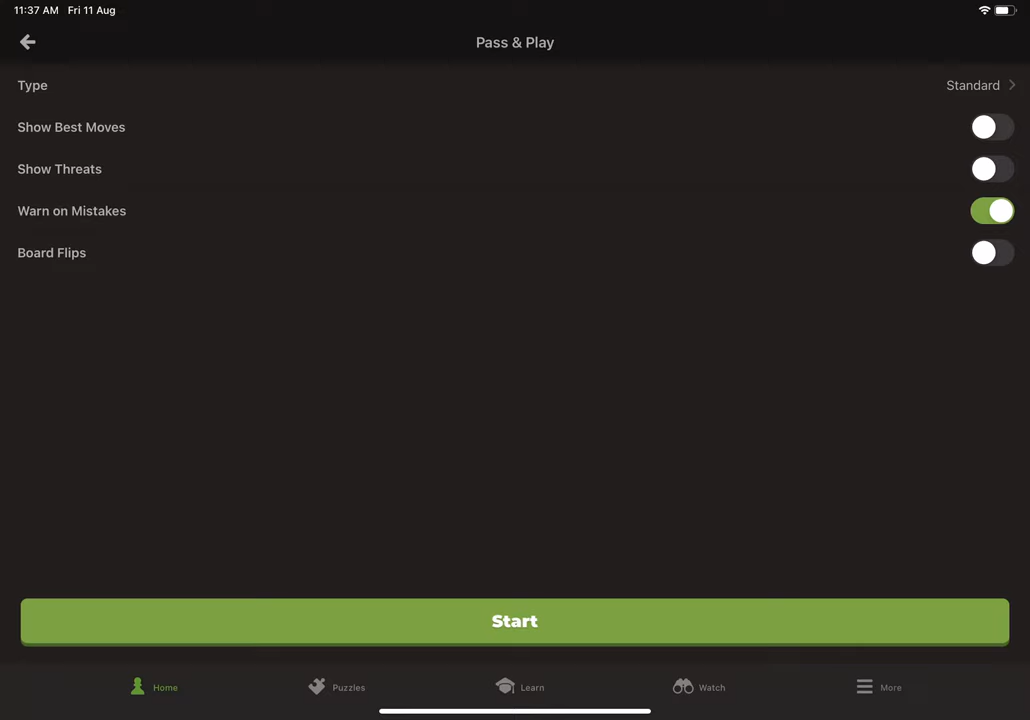 11:37 AM Fri 11 Aug
Pass & Play
Type Standard
Show Best Moves
Show Threats
Warn on Mistakes
Board Flips
Start
Home Puzzles Learn Watch More